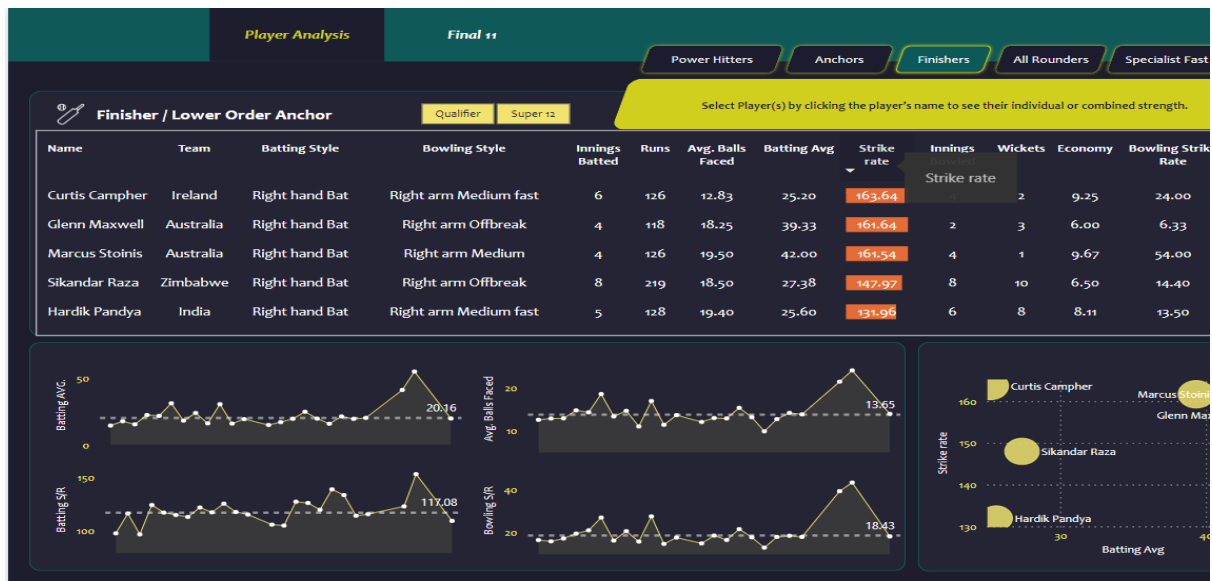 Player Analysis
Final 11
Power Hitters
Anchors
Finishers
All Rounders
Specialist Fast
Select Player(s) by clicking the player's name to see their individual or combined strength.
Finisher / Lower Order Anchor
Qualifier
Super 12
Name Team Batting Style Bowling Style Innings Batted Runs Avg. Balls Faced Batting Avg Strike rate Innings Wickets Economy Bowling Strik Rate
Strike rate
Curtis Campher Ireland Right hand Bat Right arm Medium fast 6 126 12.83 25.20 163.64 2 9.25 24.00
Glenn Maxwell Australia Right hand Bat Right arm Offbreak 4 118 18.25 39.33 161.64 2 3 6.00 6.33
Marcus Stoinis Australia Right hand Bat Right arm Medium 4 126 19.50 42.00 161.54 4 1 9.67 54.00
Sikandar Raza Zimbabwe Right hand Bat Right arm Offbreak 8 219 18.50 27.38 147.97 8 10 6.50 14.40
Hardik Pandya India Right hand Bat Right arm Medium fast 5 128 19.40 25.60 131.96 6 8 8.11 13.50
Batting AVG.
50
0
20.16
Avg. Balls Faced
20
10
13.65
Batting S/R
150
100
117.08
Bowling S/R
40
20
18.43
Strike rate
160
150
140
130
Curtis Campher
Marcus Stoini
Glenn Max
Sikandar Raza
Hardik Pandya
30
40
Batting Avg